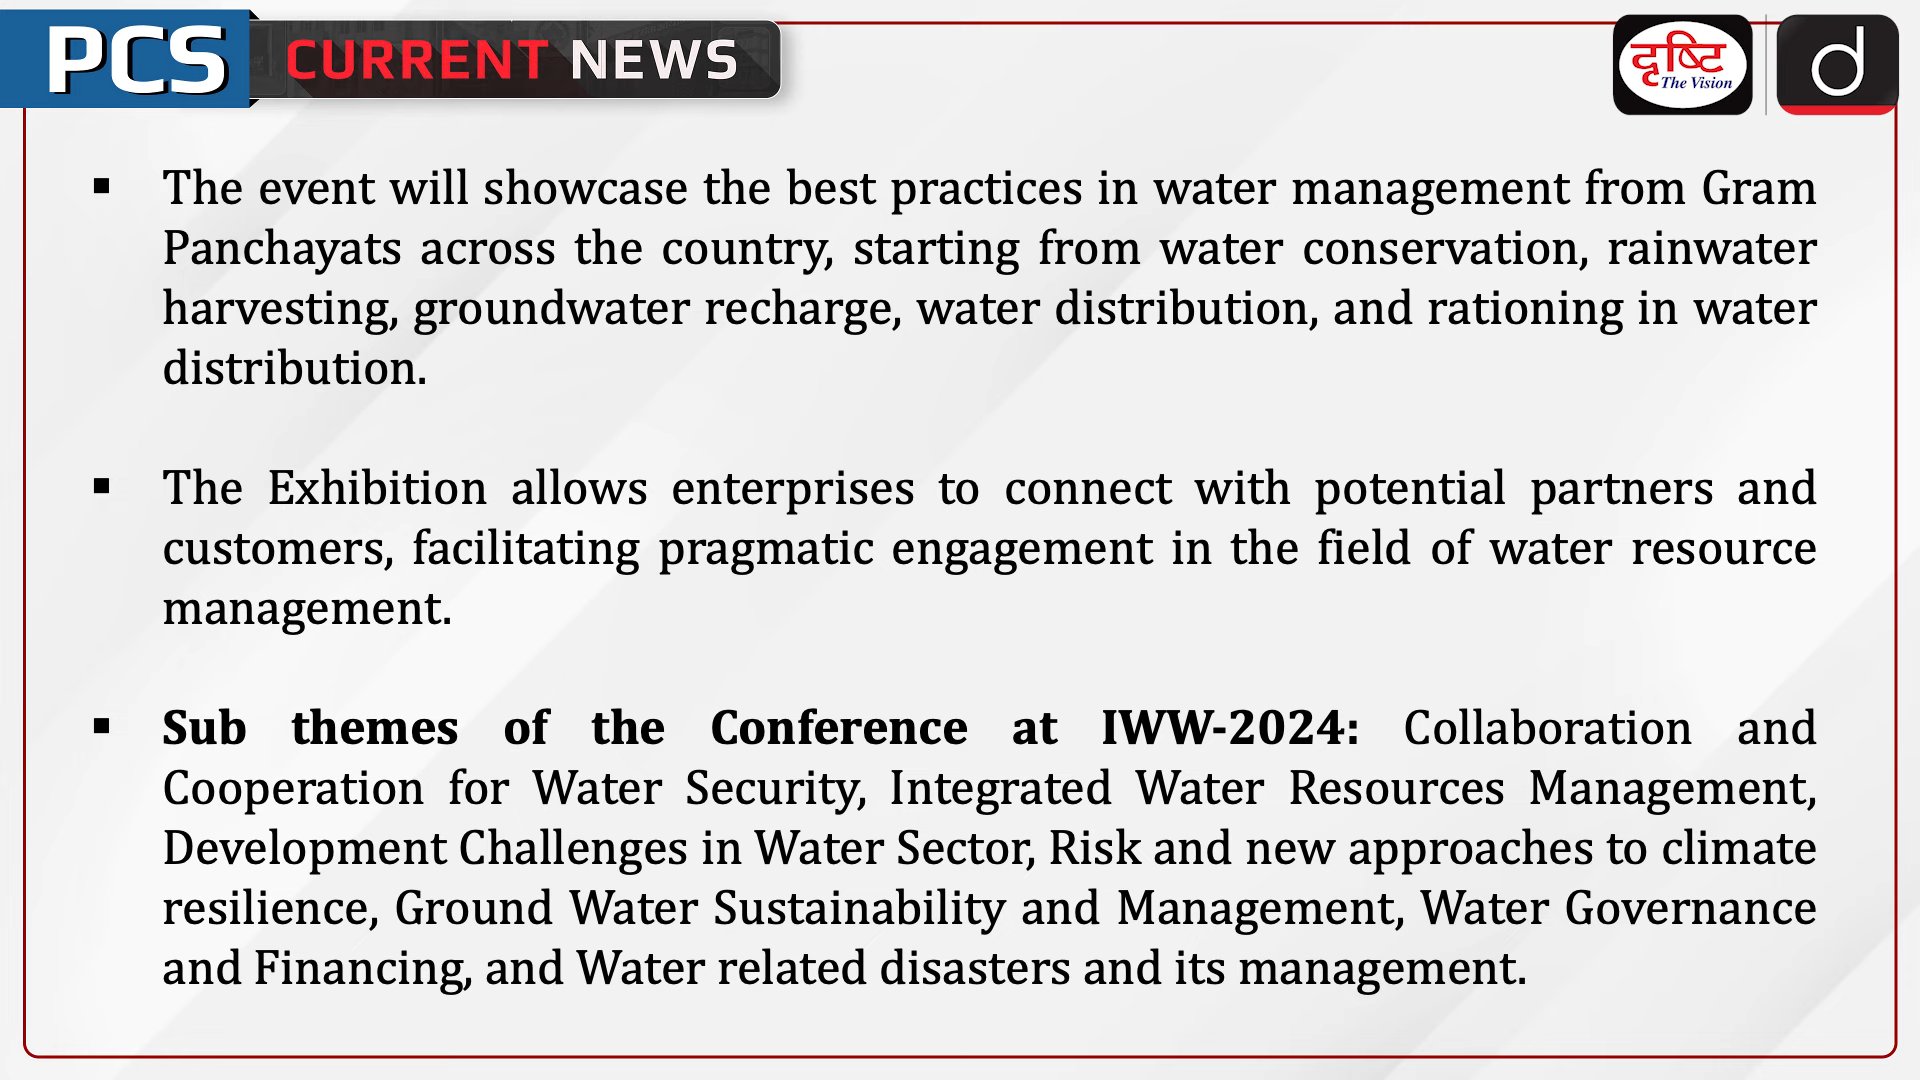 PCS CURRENT NEWS
दृष्टि
The Vision
d
▪ The event will showcase the best practices in water management from Gram
Panchayats across the country, starting from water conservation, rainwater
harvesting, groundwater recharge, water distribution, and rationing in water
distribution.
▪ The Exhibition allows enterprises to connect with potential partners and
customers, facilitating pragmatic engagement in the field of water resource
management.
▪ Sub themes of the Conference at IWW-2024: Collaboration and
Cooperation for Water Security, Integrated Water Resources Management,
Development Challenges in Water Sector, Risk and new approaches to climate
resilience, Ground Water Sustainability and Management, Water Governance
and Financing, and Water related disasters and its management.